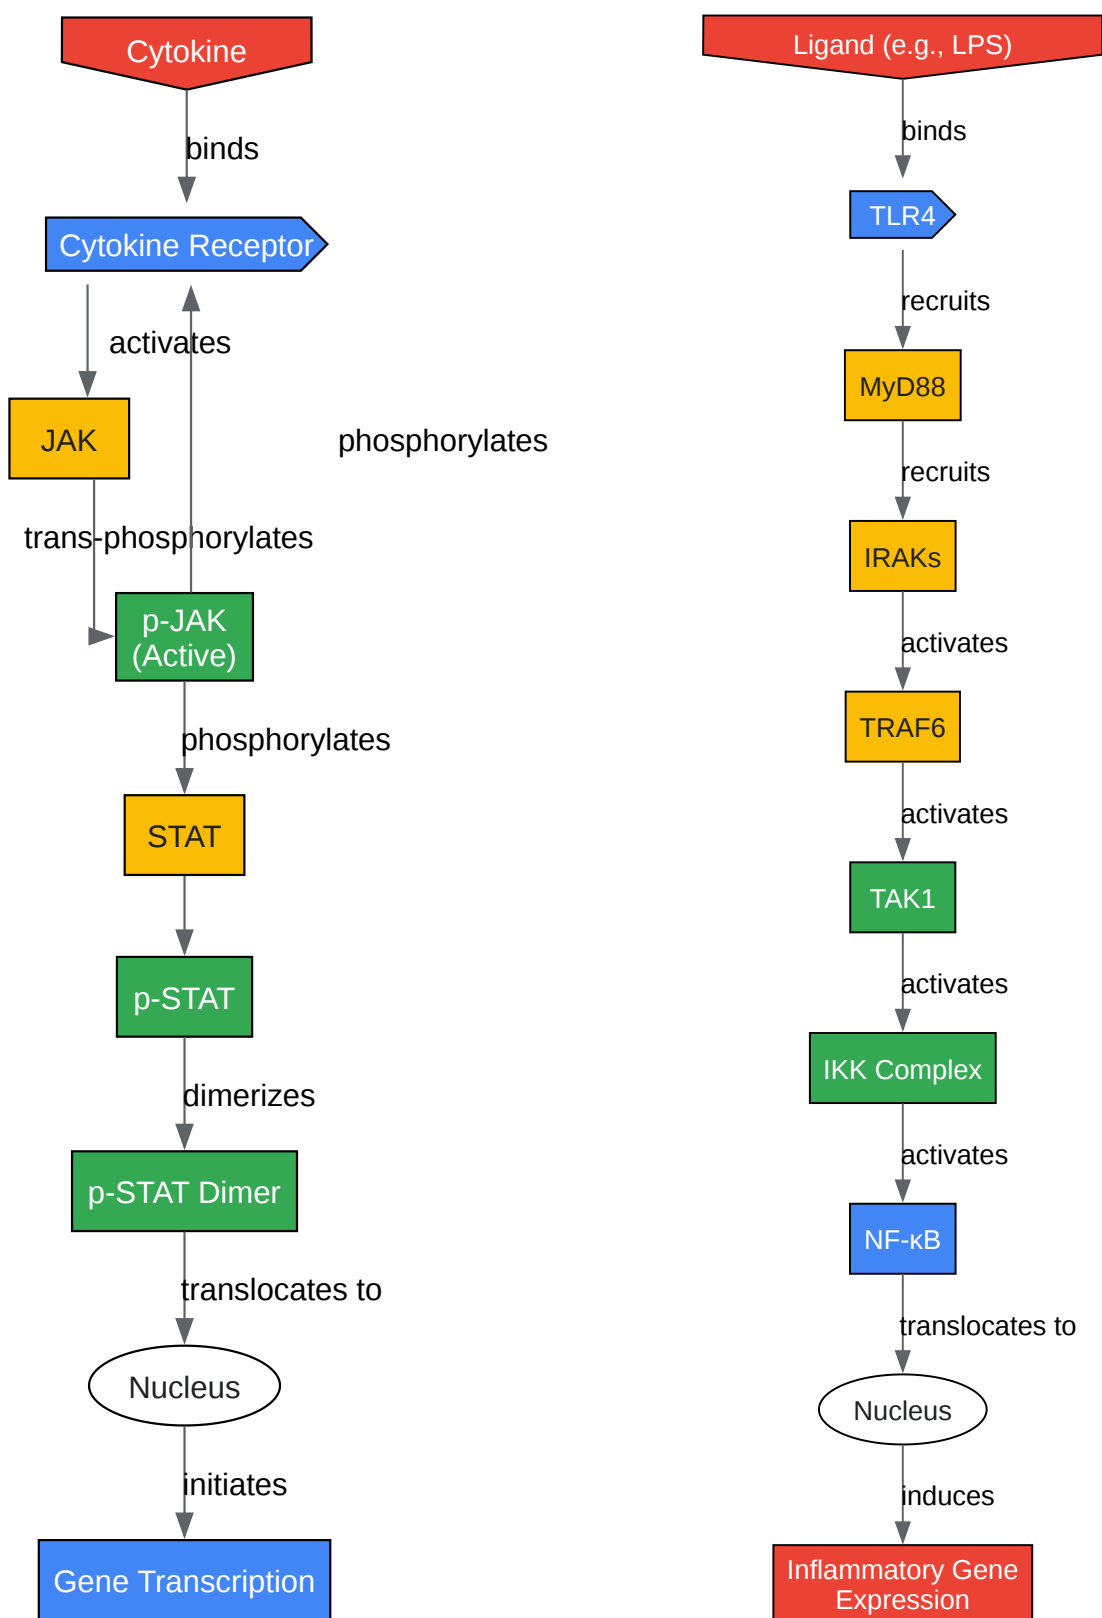 Cytokine
binds
Cytokine Receptor
activates
JAK
phosphorylates
trans-phosphorylates
p-JAK
(Active)
phosphorylates
STAT
p-STAT
dimerizes
p-STAT Dimer
translocates to
Nucleus
initiates
Gene Transcription
Ligand (e.g., LPS)
binds
TLR4
recruits
MyD88
recruits
IRAKs
activates
TRAF6
activates
TAK1
activates
IKK Complex
activates
NF-κB
translocates to
Nucleus
induces
Inflammatory Gene
Expression